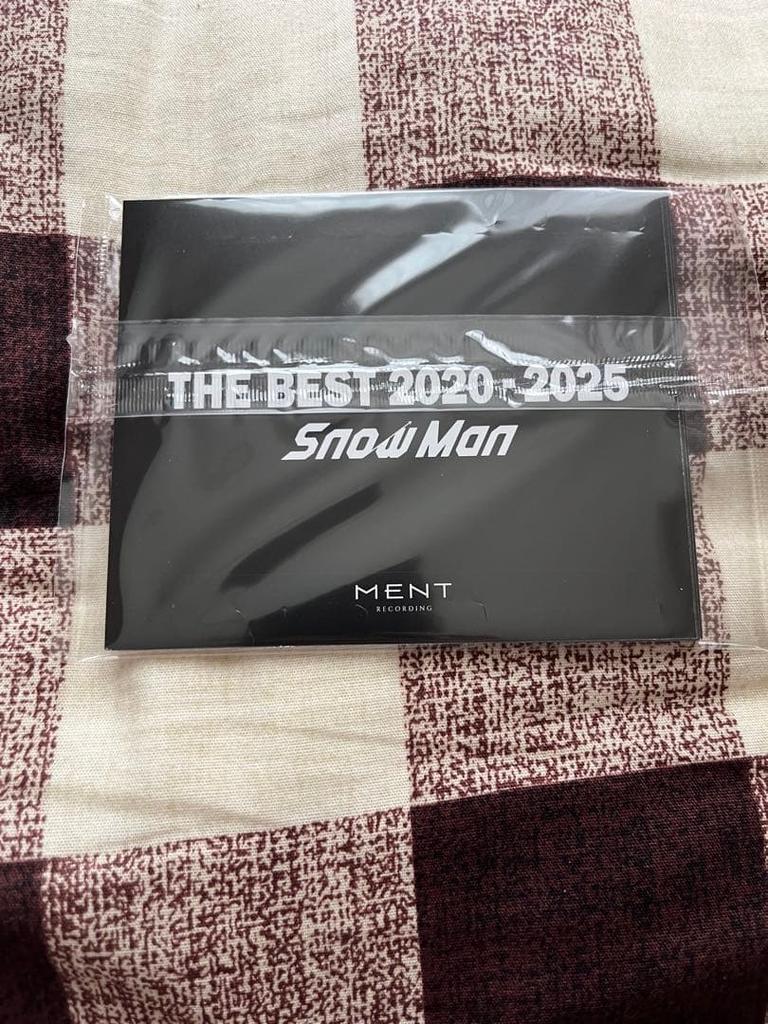 THE BEST 2020 - 2025
Snow Man
MENT
RECORDING